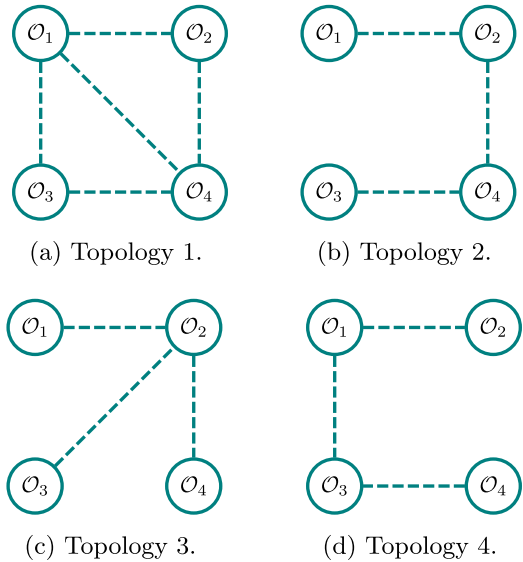 𝒪₁ 𝒪₂ 𝒪₁ 𝒪₂
𝒪₃ 𝒪₄ 𝒪₃ 𝒪₄
(a) Topology 1. (b) Topology 2.
𝒪₁ 𝒪₂ 𝒪₁ 𝒪₂
𝒪₃ 𝒪₄ 𝒪₃ 𝒪₄
(c) Topology 3. (d) Topology 4.